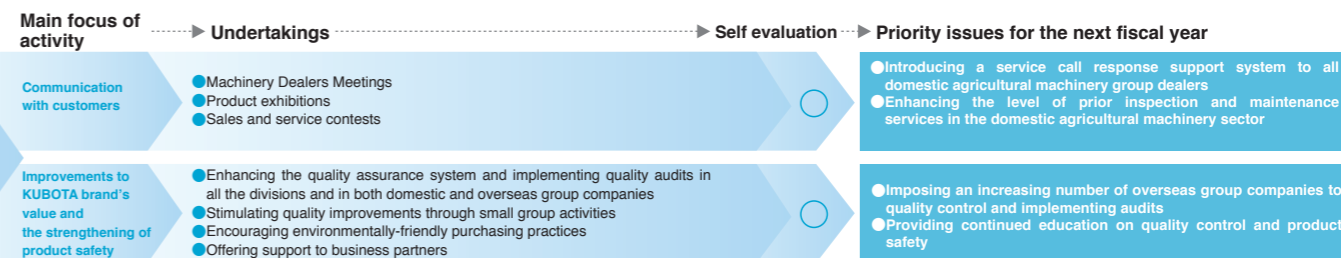 Main focus of
activity
Undertakings
Self evaluation
Priority issues for the next fiscal year
Communication
with customers
●Machinery Dealers Meetings
●Product exhibitions
●Sales and service contests
○
●Introducing a service call response support system to all
domestic agricultural machinery group dealers
●Enhancing the level of prior inspection and maintenance
services in the domestic agricultural machinery sector
Improvements to
KUBOTA brand's
value and
the strengthening of
product safety
●Enhancing the quality assurance system and implementing quality audits in
all the divisions and in both domestic and overseas group companies
●Stimulating quality improvements through small group activities
●Encouraging environmentally-friendly purchasing practices
●Offering support to business partners
○
●Imposing an increasing number of overseas group companies to
quality control and implementing audits
●Providing continued education on quality control and product
safety